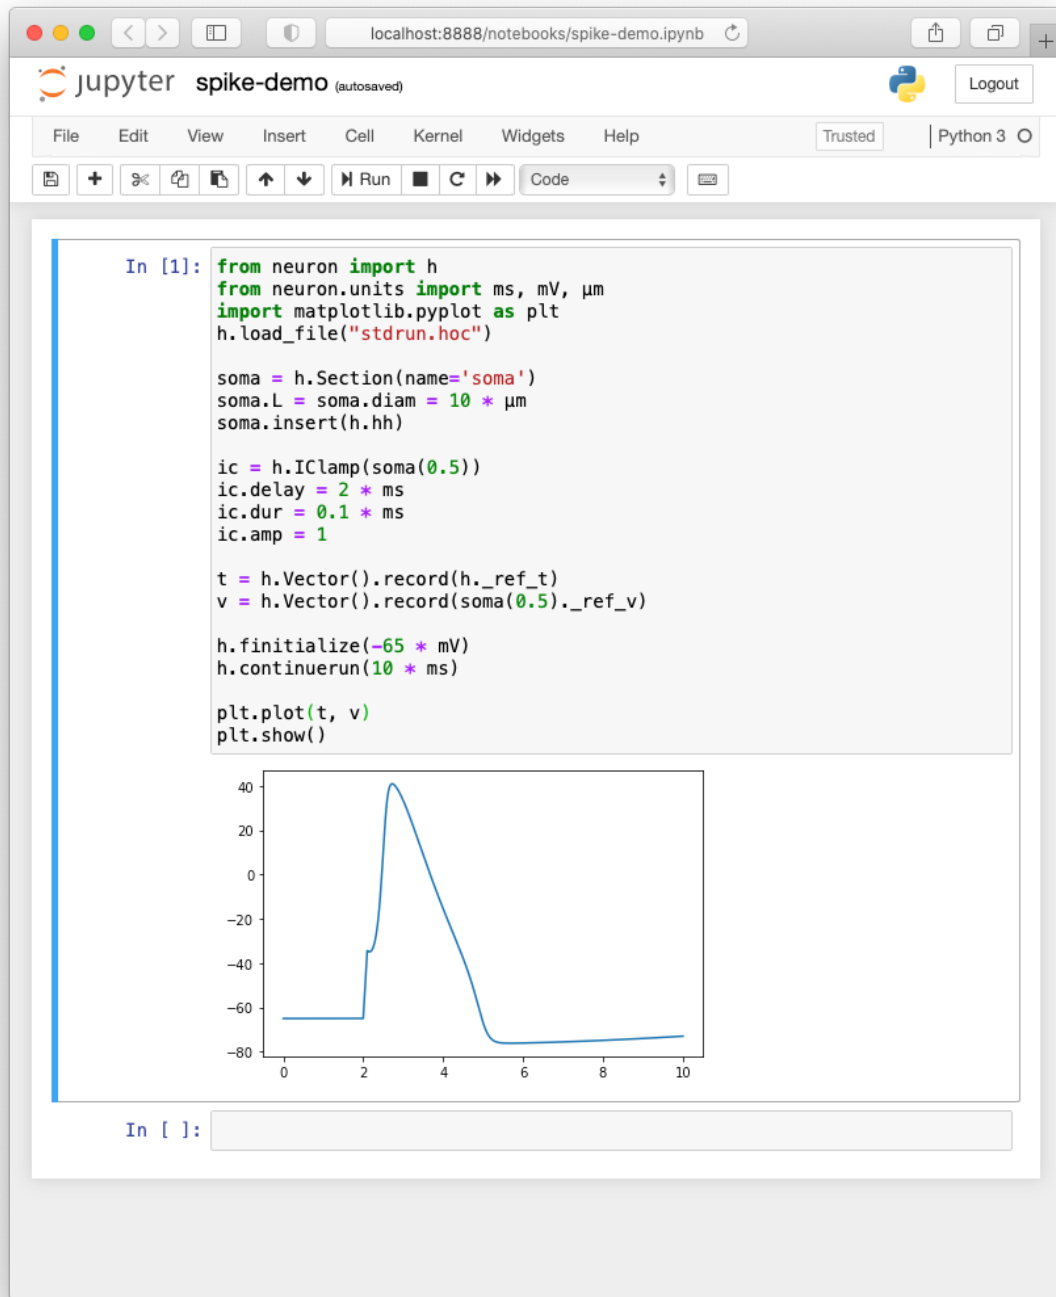 localhost:8888/notebooks/spike-demo.ipynb
jupyter spike-demo (autosaved)
Logout
File Edit View Insert Cell Kernel Widgets Help
Trusted
Python 3
Run
Code
In [1]:
from neuron import h
from neuron.units import ms, mV, μm
import matplotlib.pyplot as plt
h.load_file("stdrun.hoc")
soma = h.Section(name='soma')
soma.L = soma.diam = 10 * μm
soma.insert(h.hh)
ic = h.IClamp(soma(0.5))
ic.delay = 2 * ms
ic.dur = 0.1 * ms
ic.amp = 1
t = h.Vector().record(h._ref_t)
v = h.Vector().record(soma(0.5)._ref_v)
h.finitialize(-65 * mV)
h.continuerun(10 * ms)
plt.plot(t, v)
plt.show()
40
20
0
−20
−40
−60
−80
0 2 4 6 8 10
In [ ]: